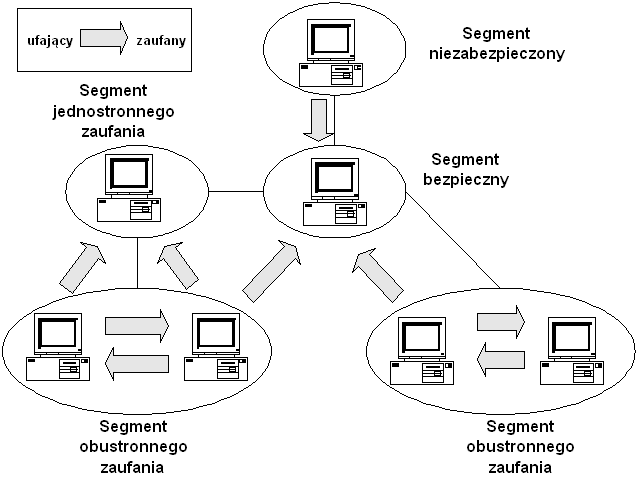 ufający zaufany
Segment
niezabezpieczony
Segment
jednostronnego
zaufania
Segment
bezpieczny
Segment
obustronnego
zaufania
Segment
obustronnego
zaufania